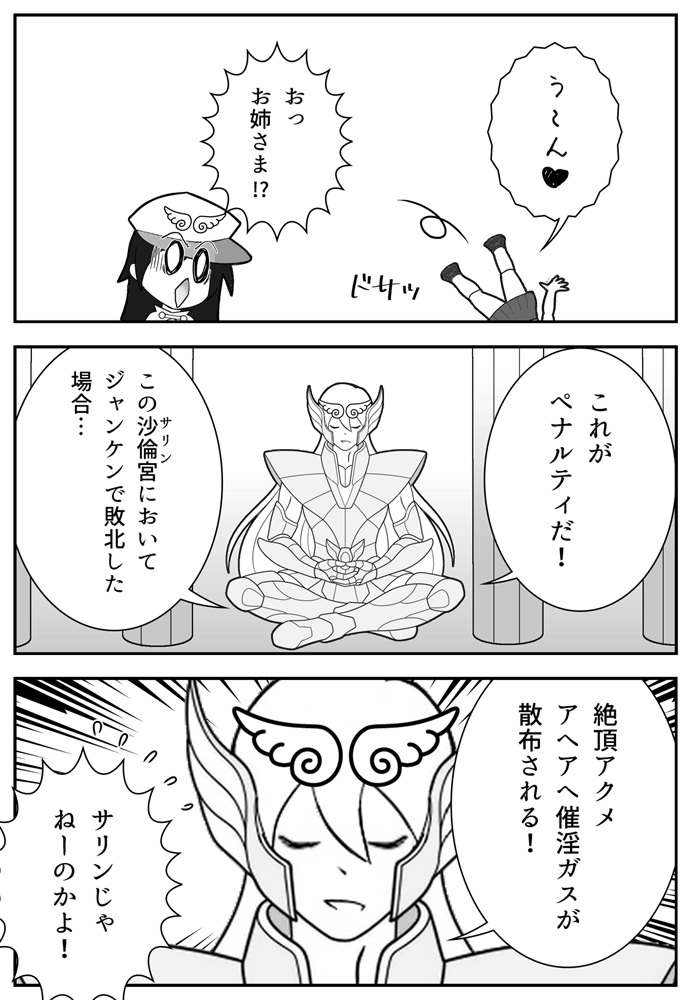 う～ん♥
おっ
お姉さま!?
ドサッ
これが
ペナルティだ！
この沙倫宮において
サリン
ジャンケンで敗北した
場合…
絶頂アクメ
アヘアヘ催淫ガスが
散布される！
サリンじゃ
ねーのかよ！